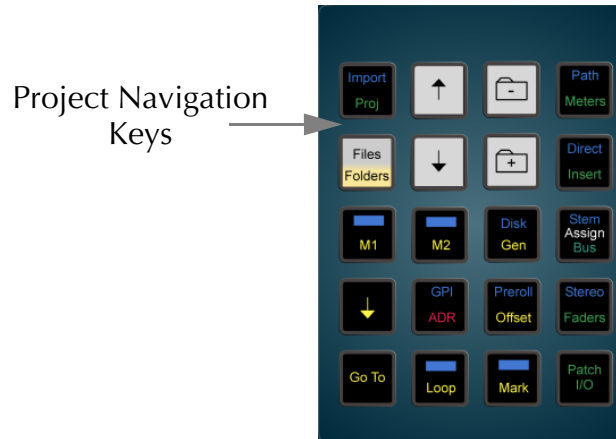 Project Navigation
Keys
Import
Proj
Path
Meters
Files
Folders
Direct
Insert
M1
M2
Disk
Gen
Stem
Assign
Bus
GPI
ADR
Preroll
Offset
Stereo
Faders
Go To
Loop
Mark
Patch
I/O